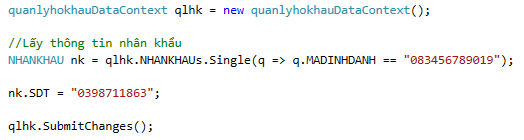 quanlyhokhauDataContext qlhk = new quanlyhokhauDataContext();
//Lấy thông tin nhân khẩu
NHANKHAU nk = qlhk.NHANKHAUs.Single(q => q.MADINHDANH == "083456789019");
nk.SDT = "0398711863";
qlhk.SubmitChanges();